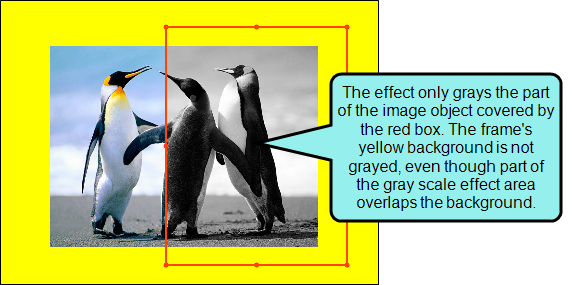 The effect only grays the part
of the image object covered by
the red box. The frame's
yellow background is not
grayed, even though part of
the gray scale effect area
overlaps the background.